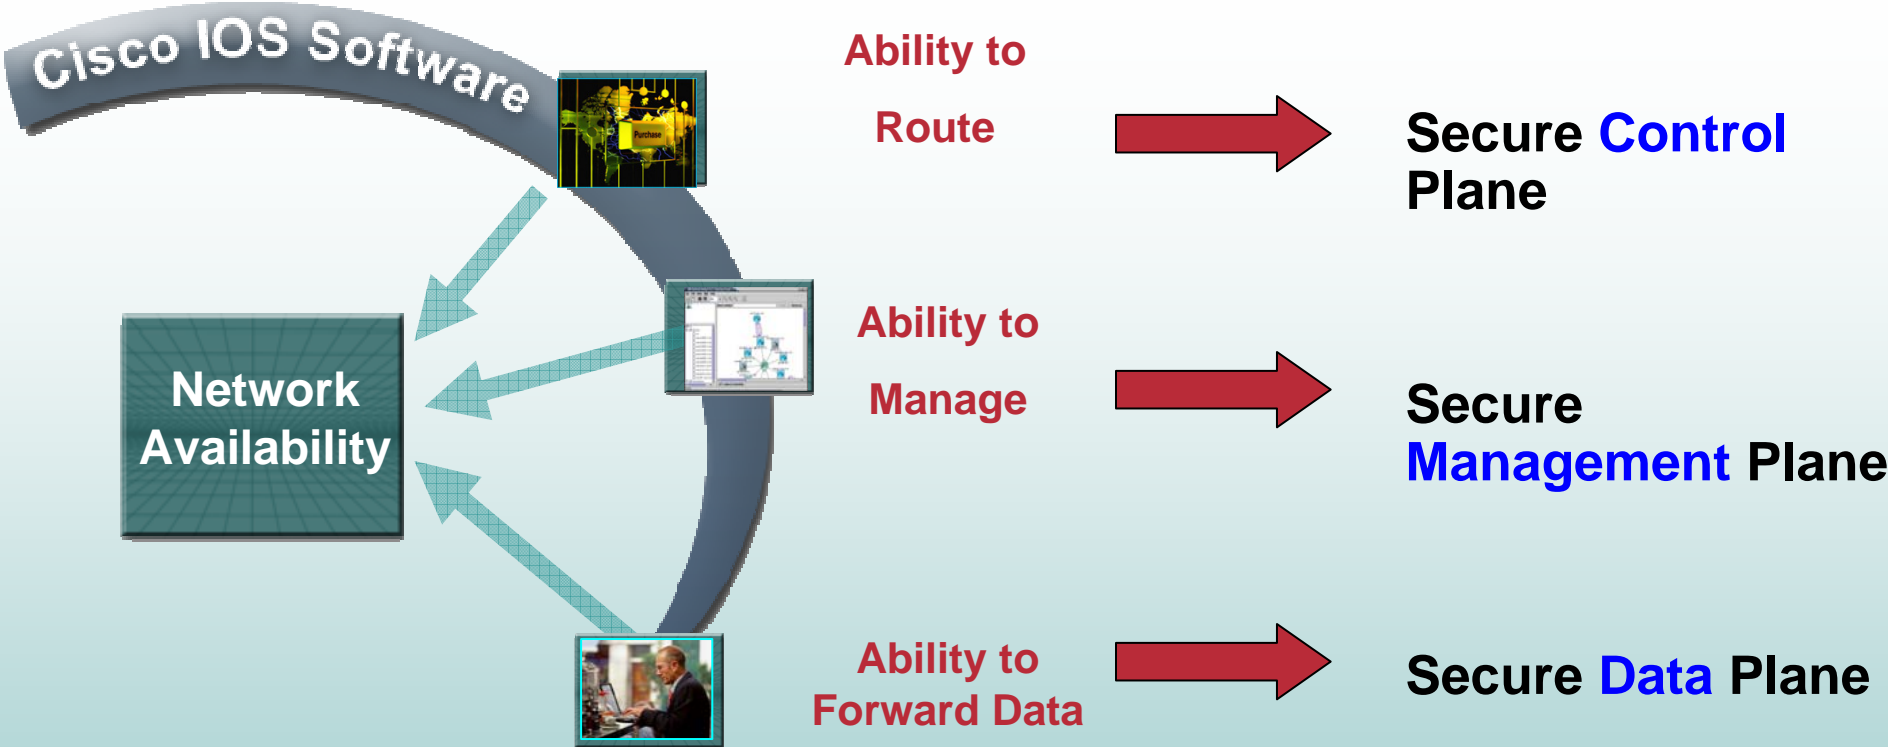 Cisco IOS Software
Purchase
Network
Availability
Ability to
Route
Secure Control
Plane
Ability to
Manage
Secure
Management Plane
Ability to
Forward Data
Secure Data Plane